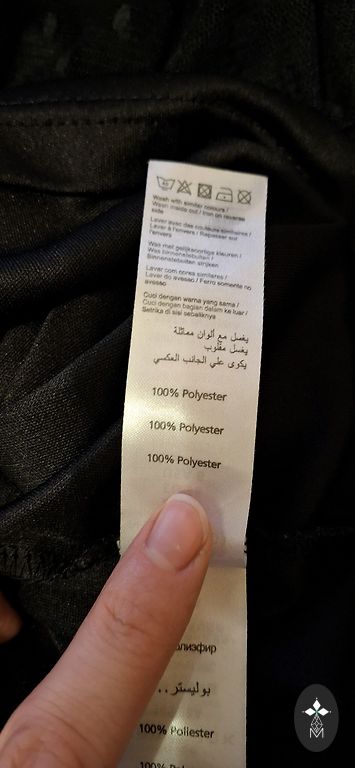 Wash with similar colours /
Wash inside out / Iron on reverse
side
Laver avec des couleurs similaires /
Laver à l'envers / Repasser sur
l'envers
Was met gelijksoortige kleuren /
Was binnenstebuiten /
Binnenstebuiten strijken
Lavar com cores similares /
Lavar do avesso / Ferro somente no
avesso
Cuci dengan warna yang sama /
Cuci dengan bagian dalam ke luar /
Setrika di sisi sebaliknya
يغسل مع ألوان مماثلة
يغسل مقلوب
يكوى علي الجانب العكسي
100% Polyester
100% Polyester
100% Polyester
بوليستر..
100% Poliester